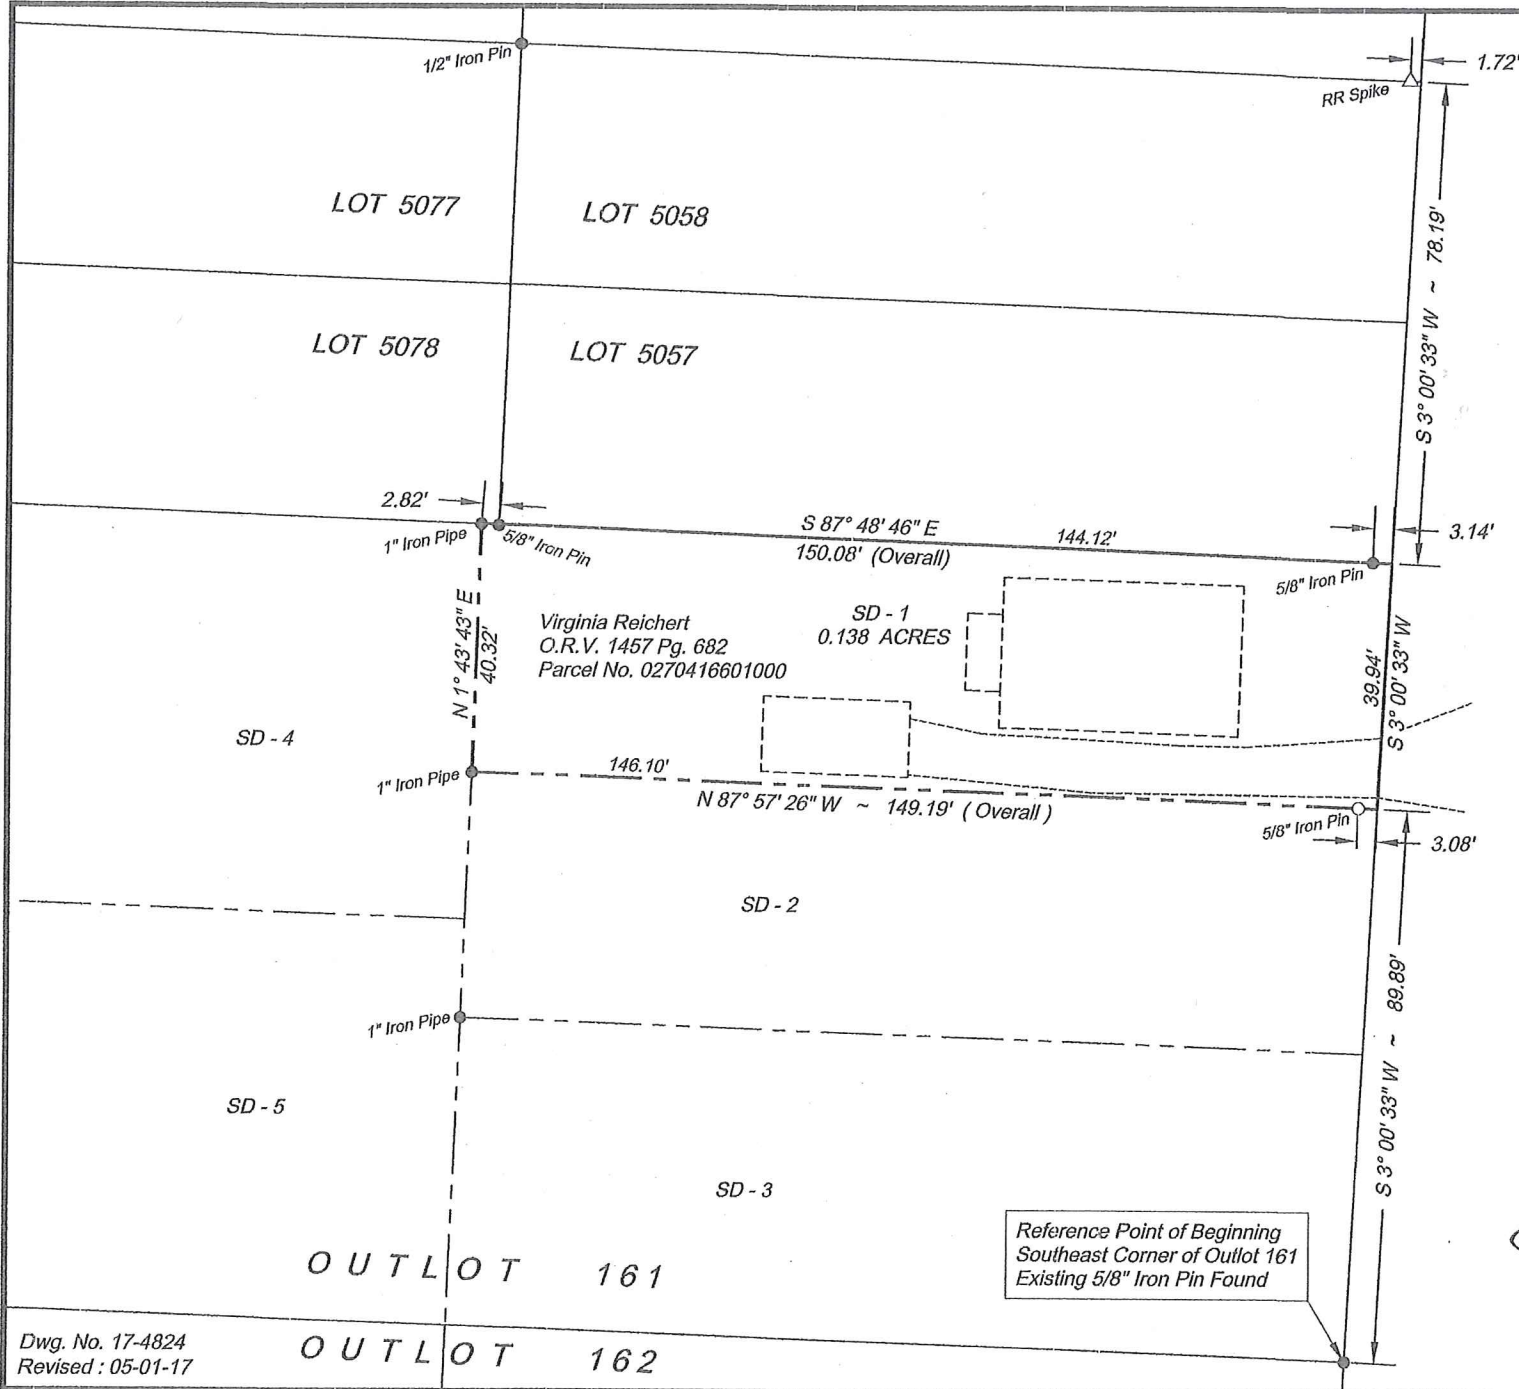 1/2" Iron Pin
1.72'
RR Spike
LOT 5077
LOT 5058
S 3° 00' 33" W ~ 78.19'
LOT 5078
LOT 5057
2.82'
1" Iron Pipe
5/8" Iron Pin
S 87° 48' 46" E
144.12'
150.08' (Overall)
3.14'
5/8" Iron Pin
N 1° 43' 43" E
40.32'
Virginia Reichert
O.R.V. 1457 Pg. 682
Parcel No. 0270416601000
SD - 1
0.138 ACRES
39.94'
S 3° 00' 33" W
SD - 4
1" Iron Pipe
146.10'
N 87° 57' 26" W ~ 149.19' ( Overall )
5/8" Iron Pin
3.08'
SD - 2
S 3° 00' 33" W ~ 89.89'
1" Iron Pipe
SD - 5
SD - 3
Reference Point of Beginning
Southeast Corner of Outlot 161
Existing 5/8" Iron Pin Found
OUTLOT 161
OUTLOT 162
Dwg. No. 17-4824
Revised : 05-01-17